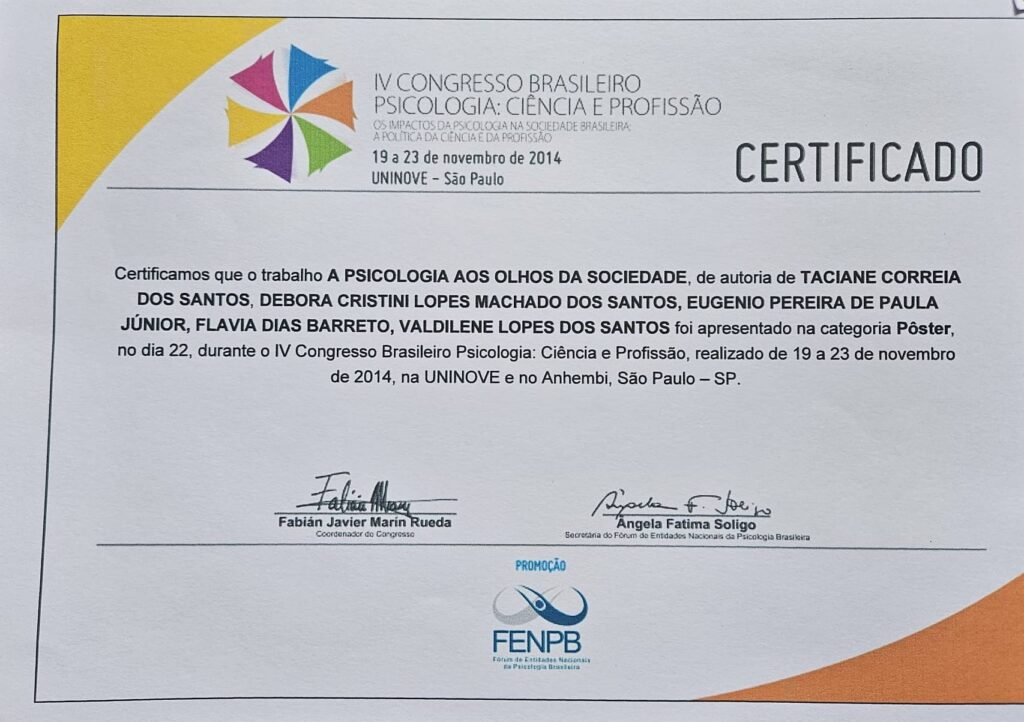 IV CONGRESSO BRASILEIRO
PSICOLOGIA: CIÊNCIA E PROFISSÃO
OS IMPACTOS DA PSICOLOGIA NA SOCIEDADE BRASILEIRA:
A POLÍTICA DA CIÊNCIA E DA PROFISSÃO
19 a 23 de novembro de 2014
UNINOVE – São Paulo
CERTIFICADO
Certificamos que o trabalho A PSICOLOGIA AOS OLHOS DA SOCIEDADE, de autoria de TACIANE CORREIA
DOS SANTOS, DEBORA CRISTINI LOPES MACHADO DOS SANTOS, EUGENIO PEREIRA DE PAULA
JÚNIOR, FLAVIA DIAS BARRETO, VALDILENE LOPES DOS SANTOS foi apresentado na categoria Pôster,
no dia 22, durante o IV Congresso Brasileiro Psicologia: Ciência e Profissão, realizado de 19 a 23 de novembro
de 2014, na UNINOVE e no Anhembi, São Paulo – SP.
Fabián Javier Marín Rueda
Coordenador do Congresso
Ângela Fatima Soligo
Secretária do Fórum de Entidades Nacionais da Psicologia Brasileira
PROMOÇÃO
FENPB
Fórum de Entidades Nacionais
da Psicologia Brasileira